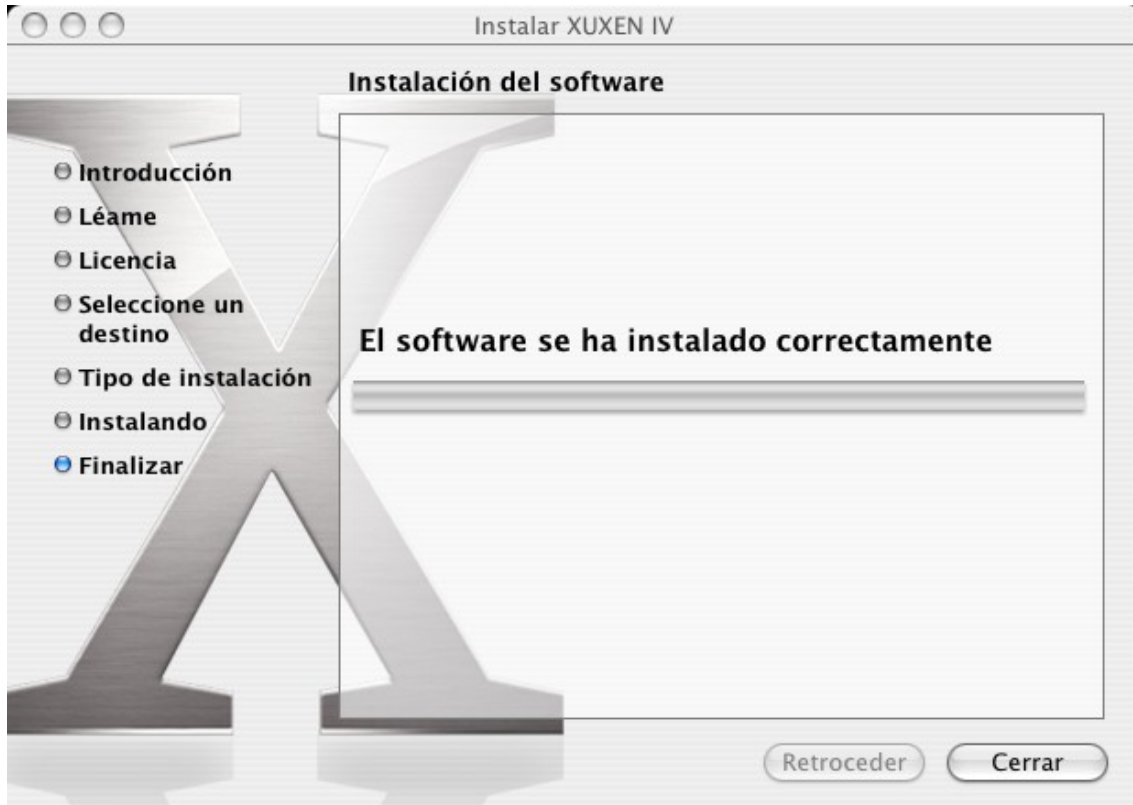 Instalar XUXEN IV
Instalación del software
Introducción
Léame
Licencia
Seleccione un
destino
Tipo de instalación
Instalando
Finalizar
El software se ha instalado correctamente
Retroceder
Cerrar